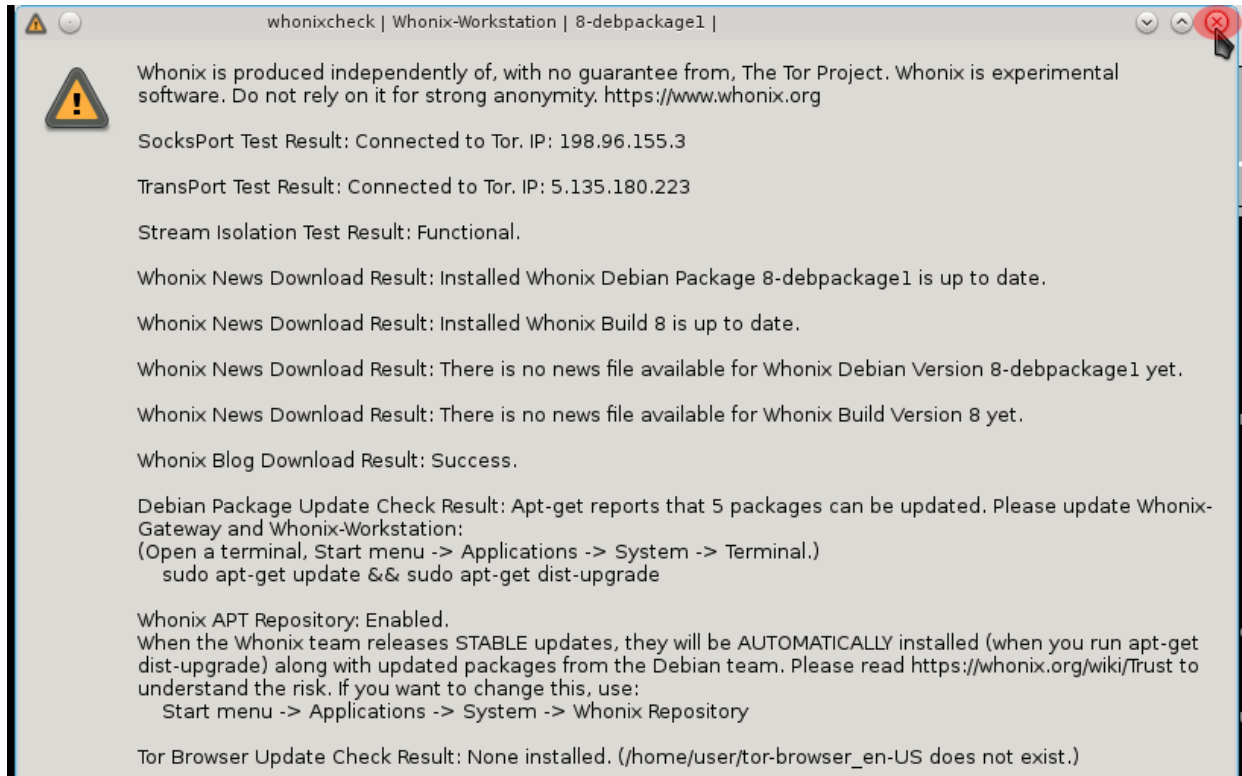 whonixcheck | Whonix-Workstation | 8-debpackage1 |
Whonix is produced independently of, with no guarantee from, The Tor Project. Whonix is experimental
software. Do not rely on it for strong anonymity. https://www.whonix.org
SocksPort Test Result: Connected to Tor. IP: 198.96.155.3
TransPort Test Result: Connected to Tor. IP: 5.135.180.223
Stream Isolation Test Result: Functional.
Whonix News Download Result: Installed Whonix Debian Package 8-debpackage1 is up to date.
Whonix News Download Result: Installed Whonix Build 8 is up to date.
Whonix News Download Result: There is no news file available for Whonix Debian Version 8-debpackage1 yet.
Whonix News Download Result: There is no news file available for Whonix Build Version 8 yet.
Whonix Blog Download Result: Success.
Debian Package Update Check Result: Apt-get reports that 5 packages can be updated. Please update Whonix-
Gateway and Whonix-Workstation:
(Open a terminal, Start menu -> Applications -> System -> Terminal.)
sudo apt-get update && sudo apt-get dist-upgrade
Whonix APT Repository: Enabled.
When the Whonix team releases STABLE updates, they will be AUTOMATICALLY installed (when you run apt-get
dist-upgrade) along with updated packages from the Debian team. Please read https://whonix.org/wiki/Trust to
understand the risk. If you want to change this, use:
Start menu -> Applications -> System -> Whonix Repository
Tor Browser Update Check Result: None installed. (/home/user/tor-browser_en-US does not exist.)